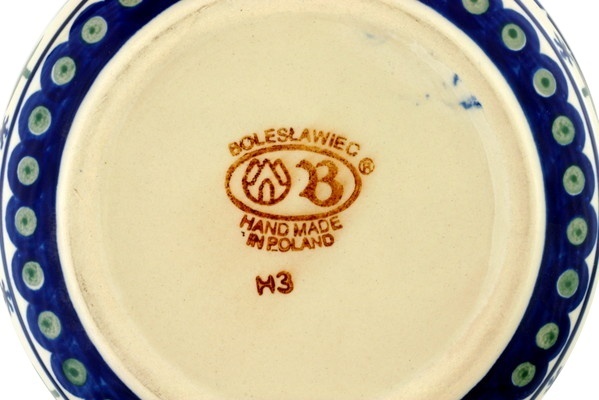 BOLESŁAWIEC ®
B
HAND MADE
IN POLAND
H3